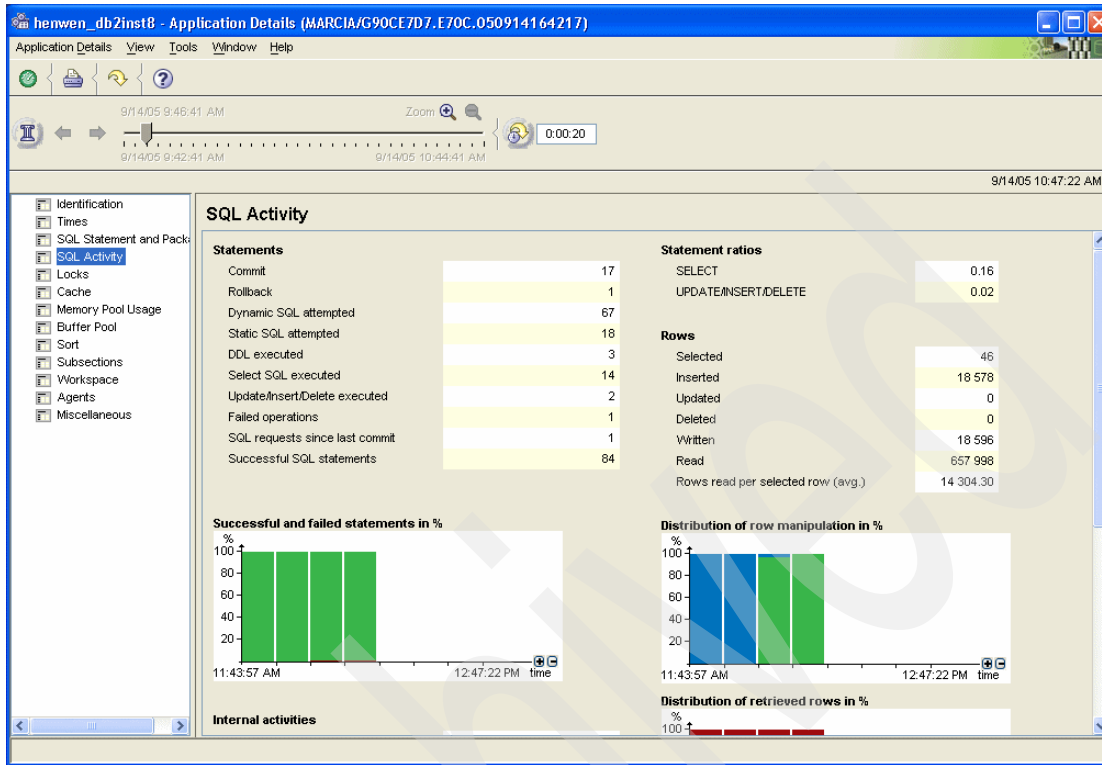 henwen_db2inst8 - Application Details (MARCIA/G90CE7D7.E70C.050914164217)
Application Details View Tools Window Help
9/14/05 9:46:41 AM
Zoom
0:00:20
9/14/05 9:42:41 AM
9/14/05 10:44:41 AM
9/14/05 10:47:22 AM
Identification
Times
SQL Statement and Pack
SQL Activity
Locks
Cache
Memory Pool Usage
Buffer Pool
Sort
Subsections
Workspace
Agents
Miscellaneous
SQL Activity
Statements
Commit 17
Rollback 1
Dynamic SQL attempted 67
Static SQL attempted 18
DDL executed 3
Select SQL executed 14
Update/Insert/Delete executed 2
Failed operations 1
SQL requests since last commit 1
Successful SQL statements 84
Statement ratios
SELECT 0.16
UPDATE/INSERT/DELETE 0.02
Rows
Selected 46
Inserted 18 578
Updated 0
Deleted 0
Written 18 596
Read 657 998
Rows read per selected row (avg.) 14 304.30
Successful and failed statements in %
%
100
80
60
40
20
11:43:57 AM 12:47:22 PM time
Distribution of row manipulation in %
%
100
80
60
40
20
11:43:57 AM 12:47:22 PM time
Internal activities
Distribution of retrieved rows in %
%
100